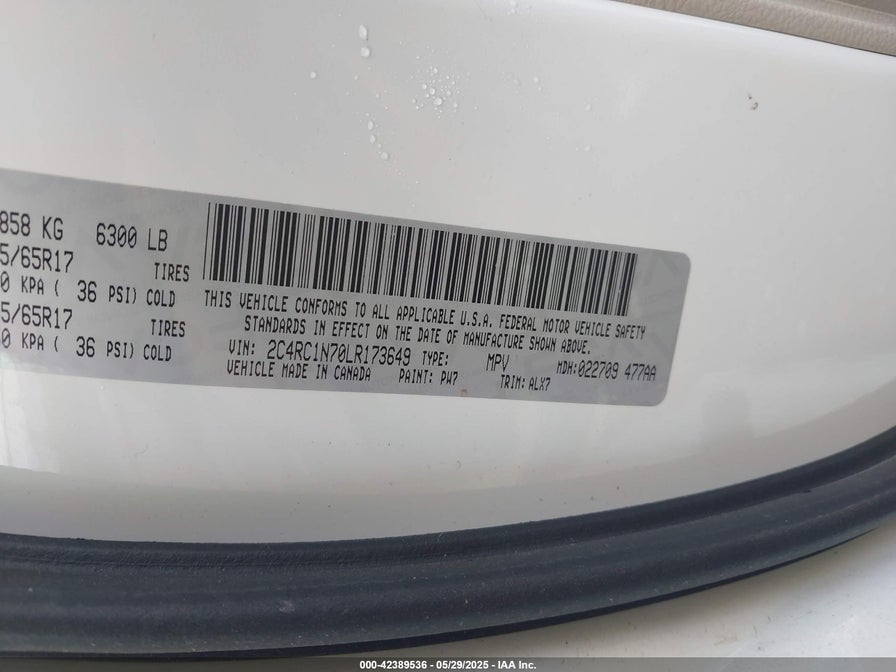 858 KG 6300 LB
5/65R17 TIRES
0 KPA ( 36 PSI) COLD
5/65R17 TIRES
0 KPA ( 36 PSI) COLD
THIS VEHICLE CONFORMS TO ALL APPLICABLE U.S.A. FEDERAL MOTOR VEHICLE SAFETY
STANDARDS IN EFFECT ON THE DATE OF MANUFACTURE SHOWN ABOVE.
VIN: 2C4RC1N70LR173649 TYPE: MPV MDH:022709 477AA
VEHICLE MADE IN CANADA PAINT: PW7 TRIM: ALX7
000-42389536 - 05/29/2025 - IAA Inc.